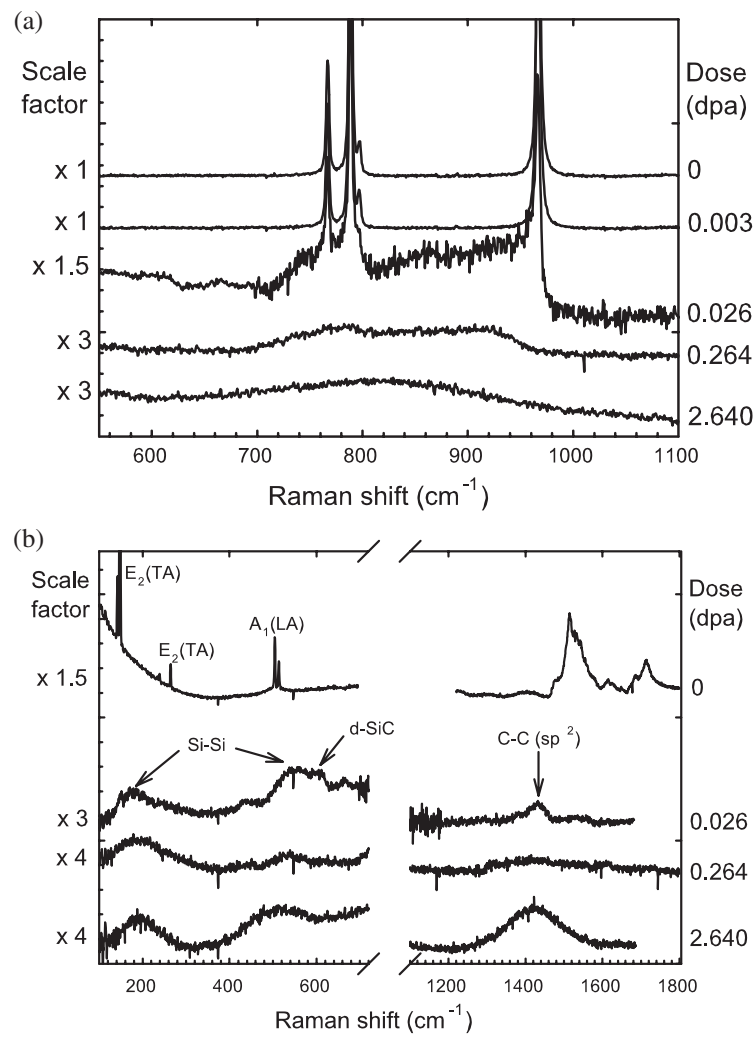 (a)
Scale
factor
Dose
(dpa)
x 1
0
x 1
0.003
x 1.5
0.026
x 3
0.264
x 3
2.640
600 700 800 900 1000 1100
Raman shift (cm⁻¹)
(b)
Scale
factor
Dose
(dpa)
E₂(TA)
E₂(TA)
A₁(LA)
x 1.5
0
Si-Si
d-SiC
C-C (sp²)
x 3
0.026
x 4
0.264
x 4
2.640
200 400 600 1200 1400 1600 1800
Raman shift (cm⁻¹)